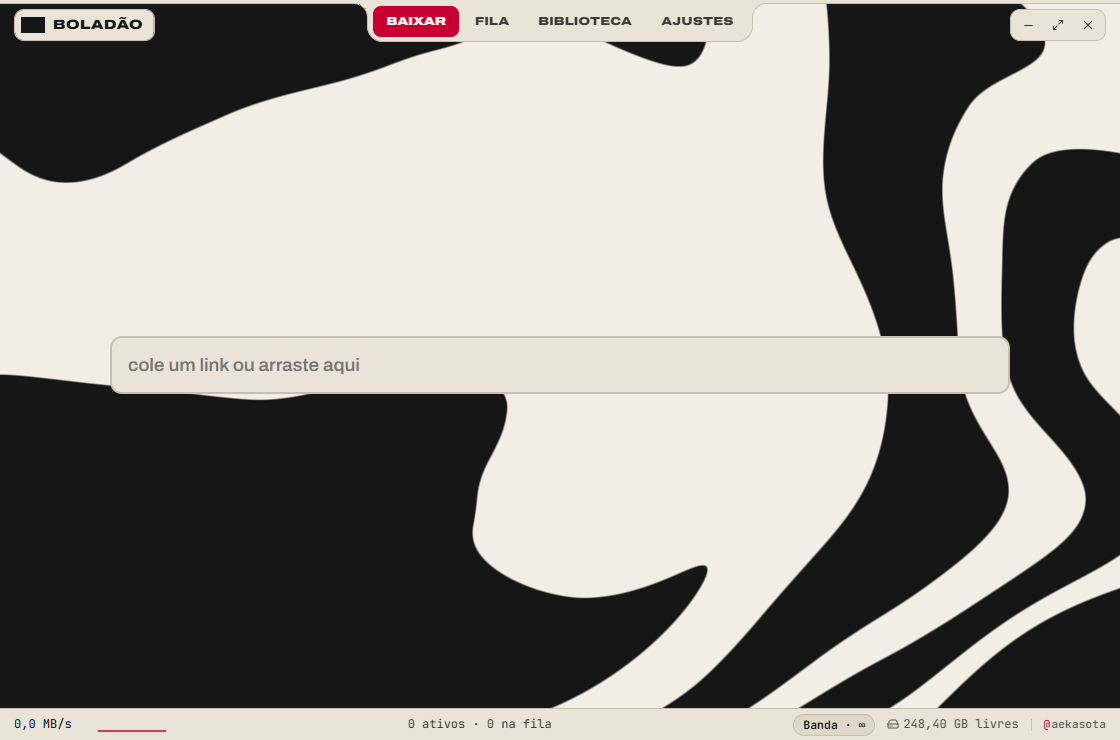 BOLADÃO
BAIXAR FILA BIBLIOTECA AJUSTES
cole um link ou arraste aqui
0,0 MB/s
0 ativos · 0 na fila
Banda · ∞
248,40 GB livres
@aekasota